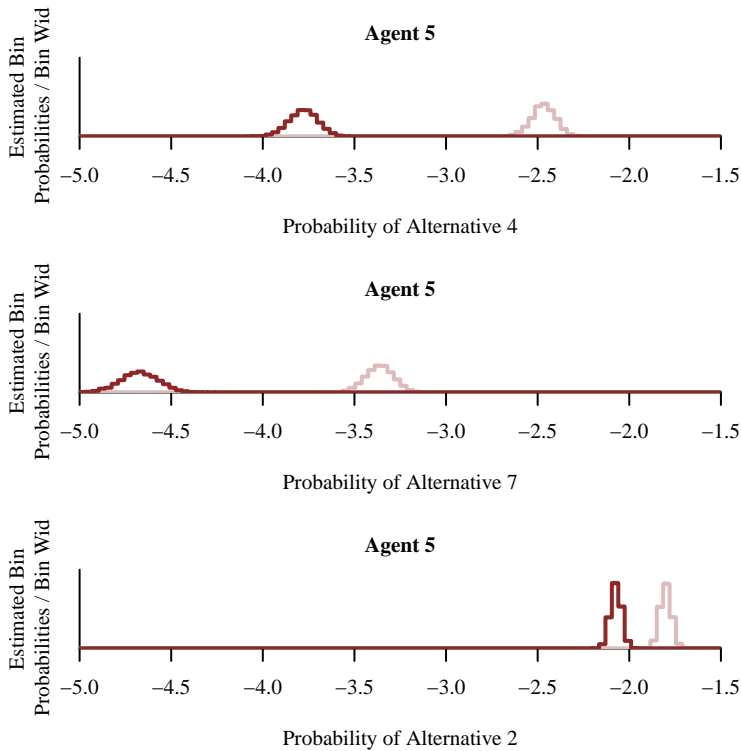 Agent 5
Estimated Bin
Probabilities / Bin Wid
−5.0 −4.5 −4.0 −3.5 −3.0 −2.5 −2.0 −1.5
Probability of Alternative 4
Agent 5
Estimated Bin
Probabilities / Bin Wid
−5.0 −4.5 −4.0 −3.5 −3.0 −2.5 −2.0 −1.5
Probability of Alternative 7
Agent 5
Estimated Bin
Probabilities / Bin Wid
−5.0 −4.5 −4.0 −3.5 −3.0 −2.5 −2.0 −1.5
Probability of Alternative 2